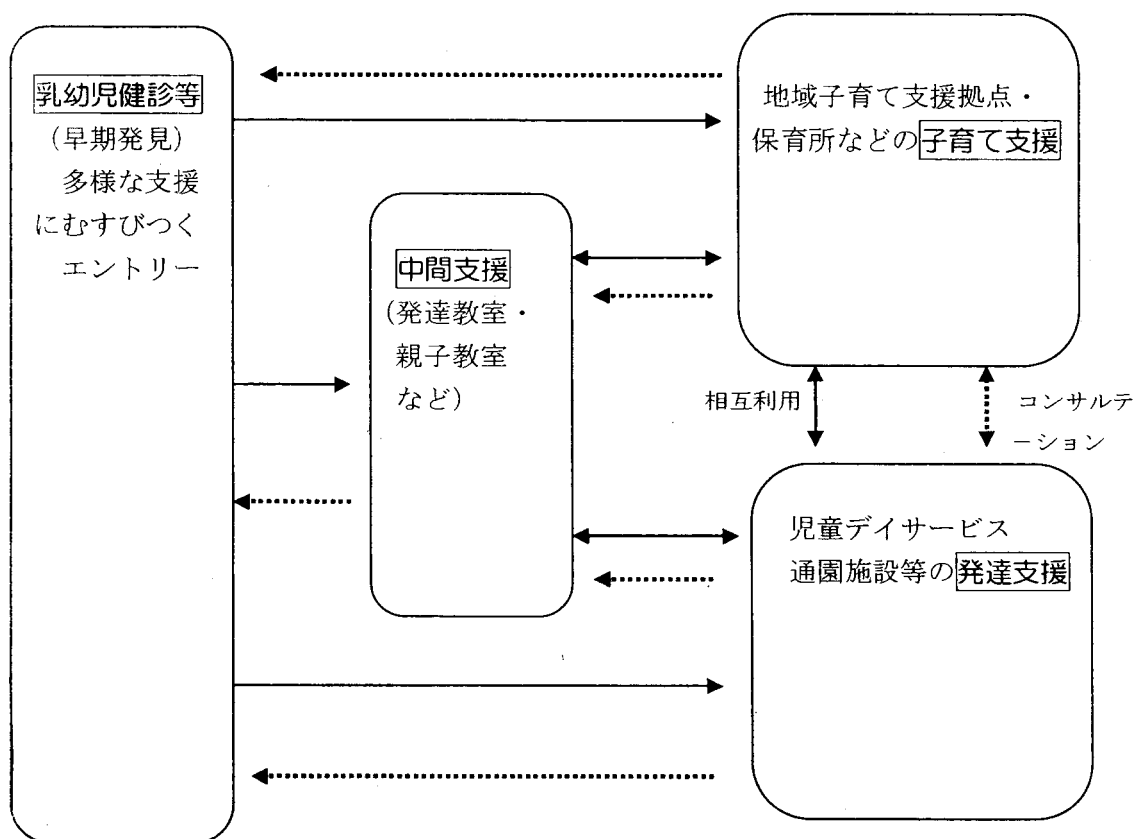 乳幼児健診等
(早期発見)
多様な支援
にむすびつく
エントリー
地域子育て支援拠点・
保育所などの子育て支援
中間支援
(発達教室・
親子教室
など)
相互利用
コンサルテ
－ション
児童デイサービス
通園施設等の発達支援